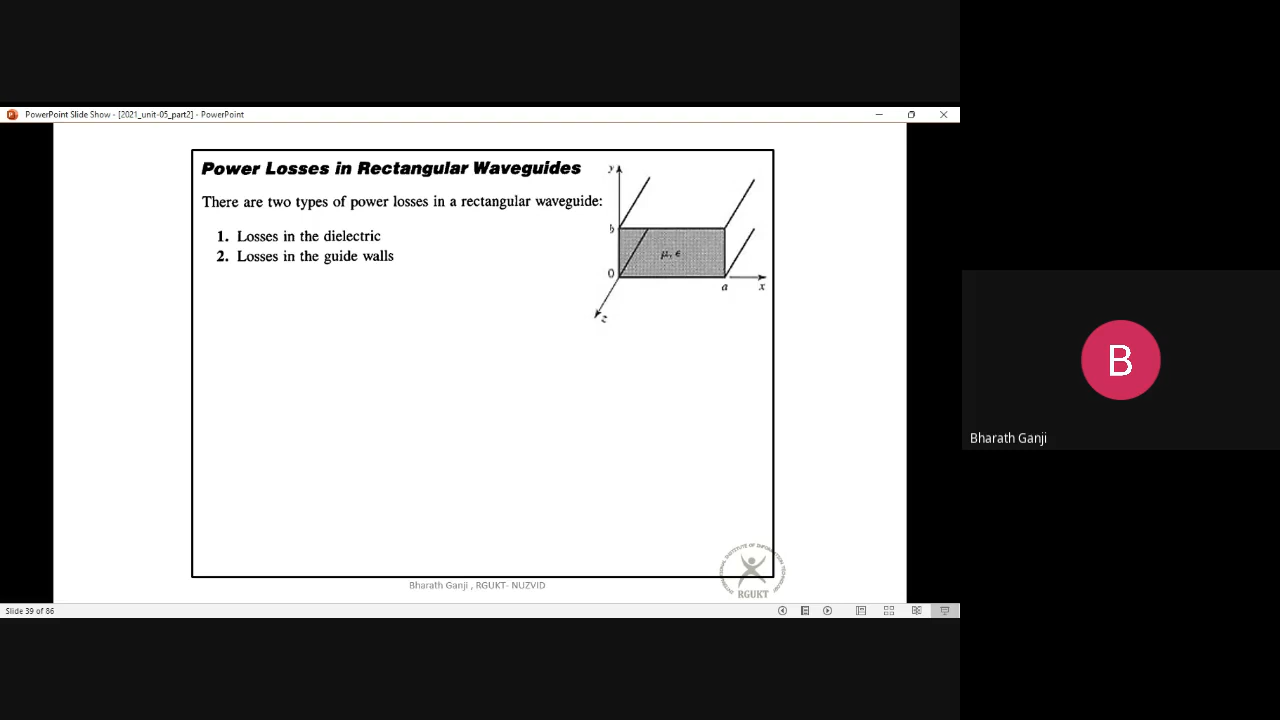 PowerPoint Slide Show - [2021_unit-05_part2] - PowerPoint
Power Losses in Rectangular Waveguides
There are two types of power losses in a rectangular waveguide:
1. Losses in the dielectric
2. Losses in the guide walls
y
b
μ, ε
0
a
x
z
B
Bharath Ganji
RGUKT
Bharath Ganji , RGUKT- NUZVID
Slide 39 of 86